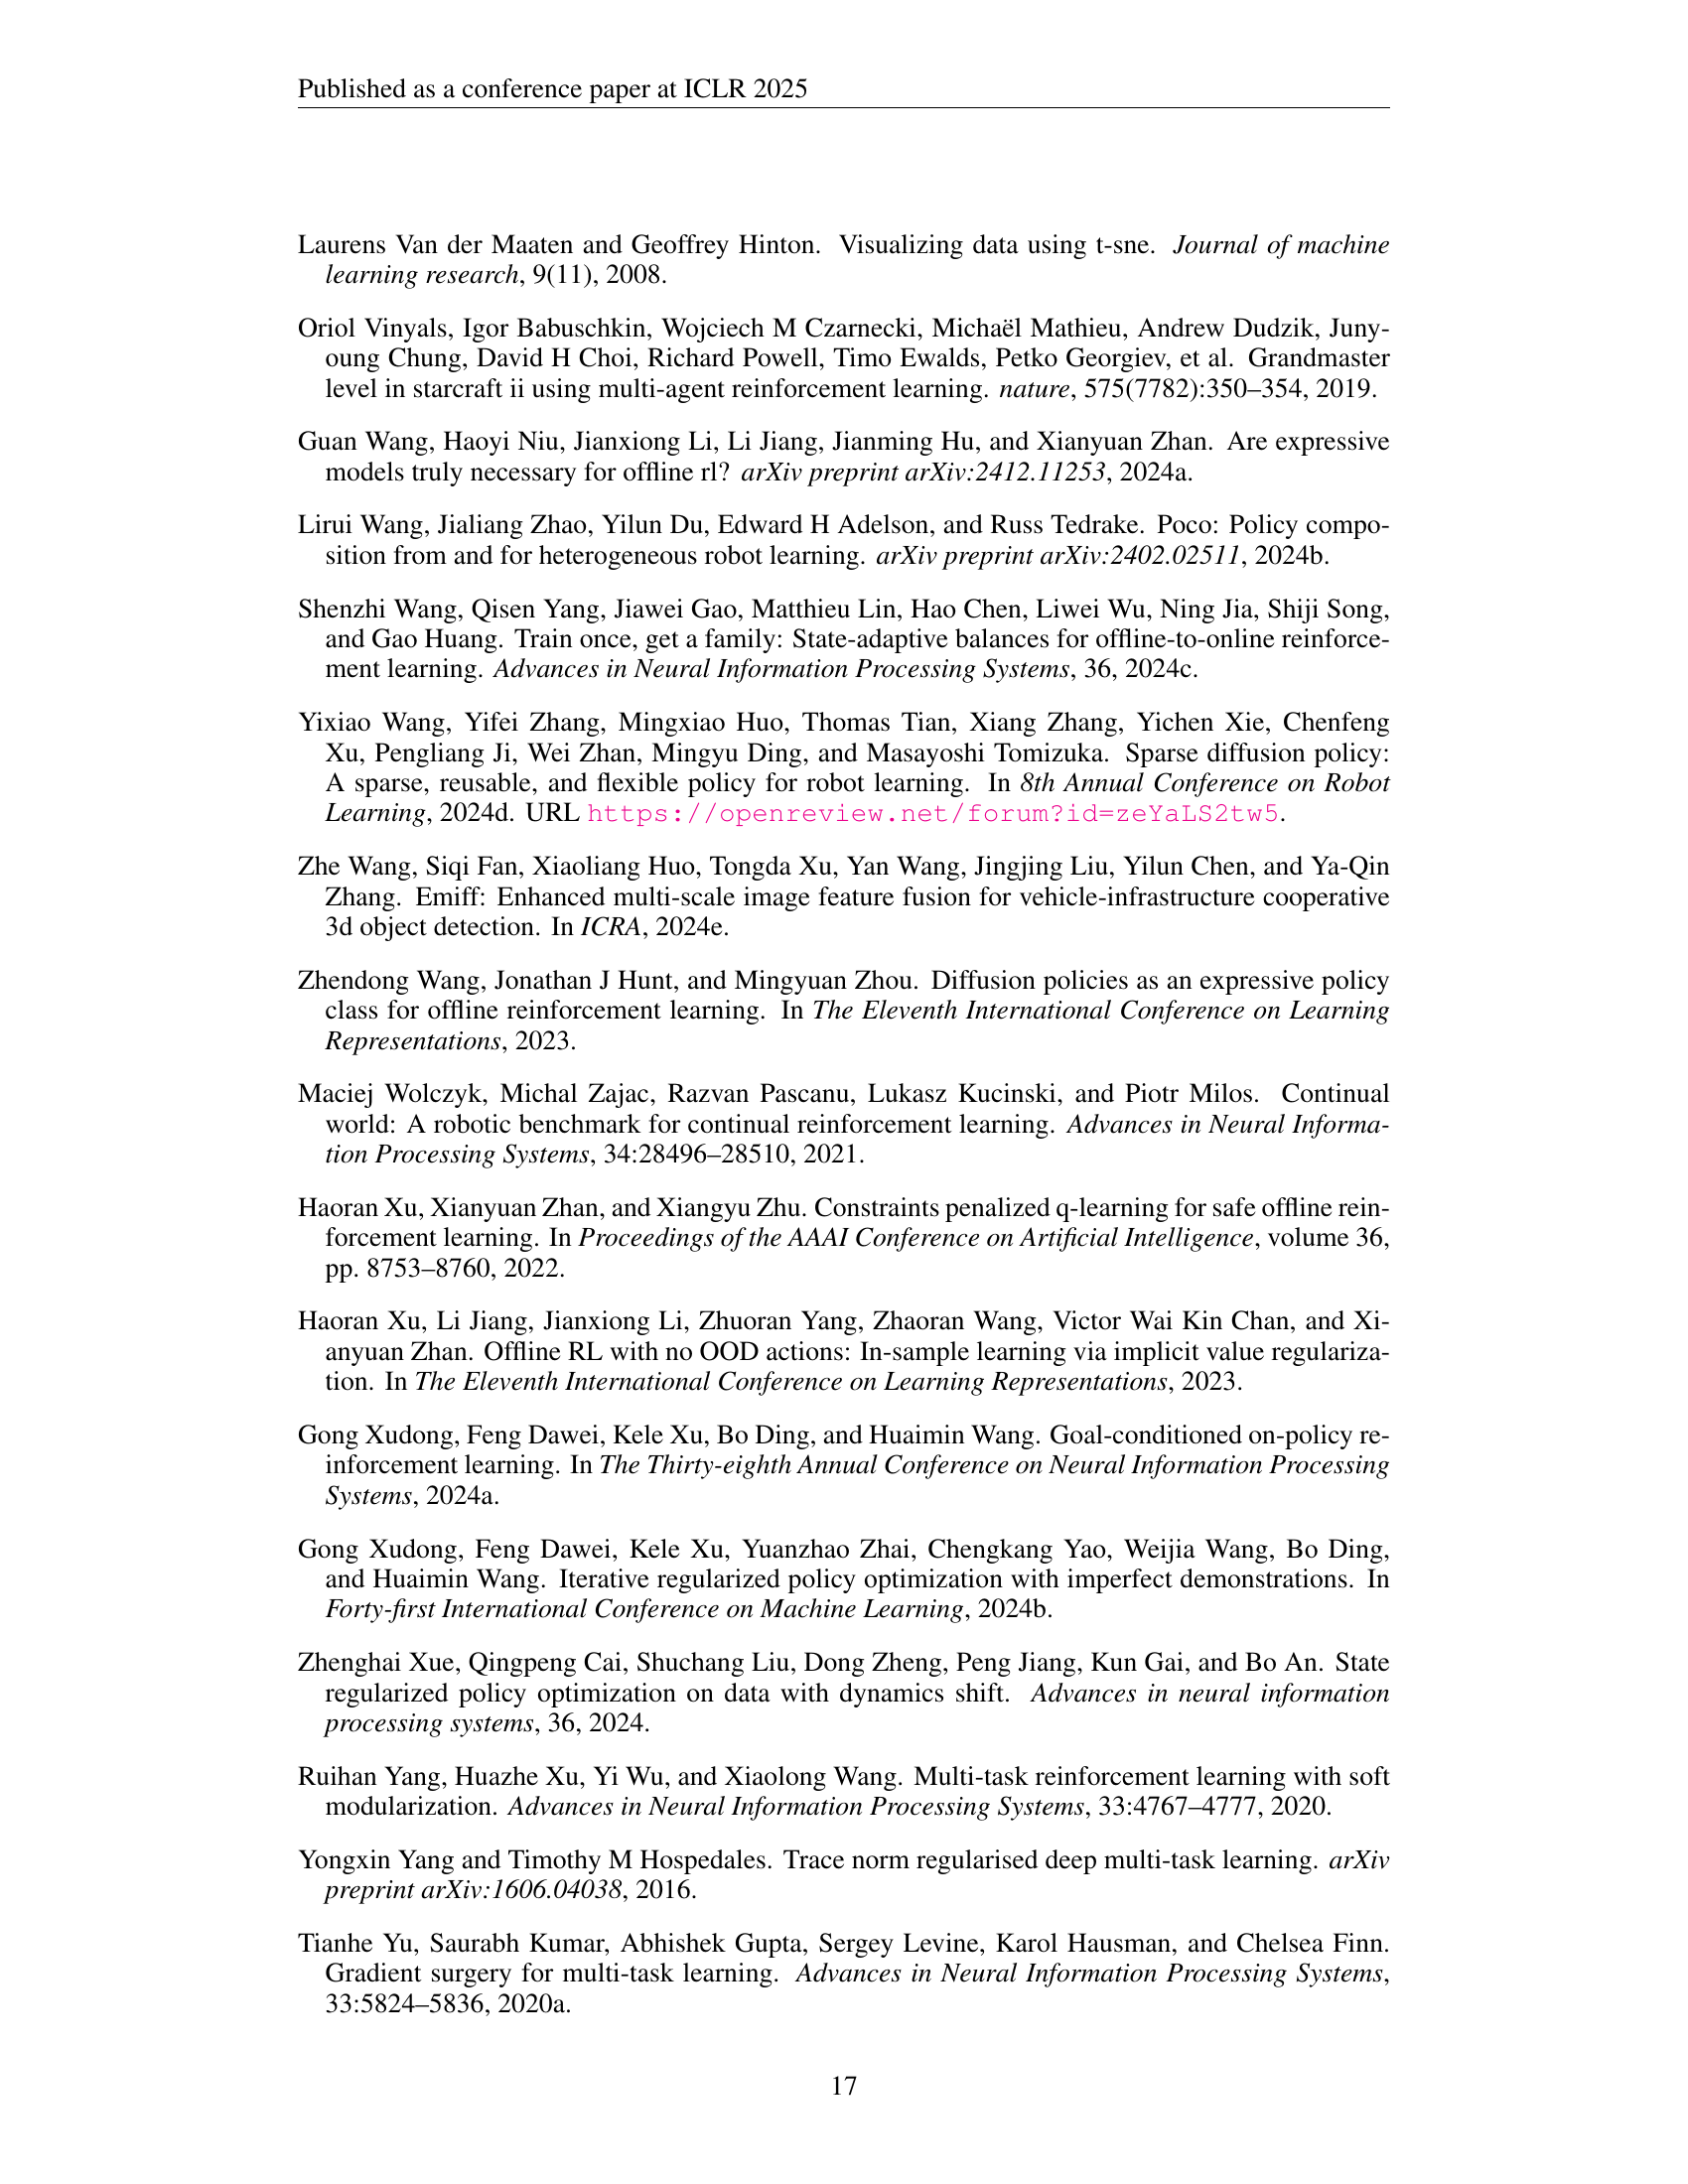 Published as a conference paper at ICLR 2025
Laurens Van der Maaten and Geoffrey Hinton. Visualizing data using t-sne. Journal of machine
learning research, 9(11), 2008.
Oriol Vinyals, Igor Babuschkin, Wojciech M Czarnecki, Michaël Mathieu, Andrew Dudzik, Juny-
oung Chung, David H Choi, Richard Powell, Timo Ewalds, Petko Georgiev, et al. Grandmaster
level in starcraft ii using multi-agent reinforcement learning. nature, 575(7782):350–354, 2019.
Guan Wang, Haoyi Niu, Jianxiong Li, Li Jiang, Jianming Hu, and Xianyuan Zhan. Are expressive
models truly necessary for offline rl? arXiv preprint arXiv:2412.11253, 2024a.
Lirui Wang, Jialiang Zhao, Yilun Du, Edward H Adelson, and Russ Tedrake. Poco: Policy compo-
sition from and for heterogeneous robot learning. arXiv preprint arXiv:2402.02511, 2024b.
Shenzhi Wang, Qisen Yang, Jiawei Gao, Matthieu Lin, Hao Chen, Liwei Wu, Ning Jia, Shiji Song,
and Gao Huang. Train once, get a family: State-adaptive balances for offline-to-online reinforce-
ment learning. Advances in Neural Information Processing Systems, 36, 2024c.
Yixiao Wang, Yifei Zhang, Mingxiao Huo, Thomas Tian, Xiang Zhang, Yichen Xie, Chenfeng
Xu, Pengliang Ji, Wei Zhan, Mingyu Ding, and Masayoshi Tomizuka. Sparse diffusion policy:
A sparse, reusable, and flexible policy for robot learning. In 8th Annual Conference on Robot
Learning, 2024d. URL https://openreview.net/forum?id=zeYaLS2tw5.
Zhe Wang, Siqi Fan, Xiaoliang Huo, Tongda Xu, Yan Wang, Jingjing Liu, Yilun Chen, and Ya-Qin
Zhang. Emiff: Enhanced multi-scale image feature fusion for vehicle-infrastructure cooperative
3d object detection. In ICRA, 2024e.
Zhendong Wang, Jonathan J Hunt, and Mingyuan Zhou. Diffusion policies as an expressive policy
class for offline reinforcement learning. In The Eleventh International Conference on Learning
Representations, 2023.
Maciej Wolczyk, Michal Zajac, Razvan Pascanu, Lukasz Kucinski, and Piotr Milos. Continual
world: A robotic benchmark for continual reinforcement learning. Advances in Neural Informa-
tion Processing Systems, 34:28496–28510, 2021.
Haoran Xu, Xianyuan Zhan, and Xiangyu Zhu. Constraints penalized q-learning for safe offline rein-
forcement learning. In Proceedings of the AAAI Conference on Artificial Intelligence, volume 36,
pp. 8753–8760, 2022.
Haoran Xu, Li Jiang, Jianxiong Li, Zhuoran Yang, Zhaoran Wang, Victor Wai Kin Chan, and Xi-
anyuan Zhan. Offline RL with no OOD actions: In-sample learning via implicit value regulariza-
tion. In The Eleventh International Conference on Learning Representations, 2023.
Gong Xudong, Feng Dawei, Kele Xu, Bo Ding, and Huaimin Wang. Goal-conditioned on-policy re-
inforcement learning. In The Thirty-eighth Annual Conference on Neural Information Processing
Systems, 2024a.
Gong Xudong, Feng Dawei, Kele Xu, Yuanzhao Zhai, Chengkang Yao, Weijia Wang, Bo Ding,
and Huaimin Wang. Iterative regularized policy optimization with imperfect demonstrations. In
Forty-first International Conference on Machine Learning, 2024b.
Zhenghai Xue, Qingpeng Cai, Shuchang Liu, Dong Zheng, Peng Jiang, Kun Gai, and Bo An. State
regularized policy optimization on data with dynamics shift. Advances in neural information
processing systems, 36, 2024.
Ruihan Yang, Huazhe Xu, Yi Wu, and Xiaolong Wang. Multi-task reinforcement learning with soft
modularization. Advances in Neural Information Processing Systems, 33:4767–4777, 2020.
Yongxin Yang and Timothy M Hospedales. Trace norm regularised deep multi-task learning. arXiv
preprint arXiv:1606.04038, 2016.
Tianhe Yu, Saurabh Kumar, Abhishek Gupta, Sergey Levine, Karol Hausman, and Chelsea Finn.
Gradient surgery for multi-task learning. Advances in Neural Information Processing Systems,
33:5824–5836, 2020a.
17